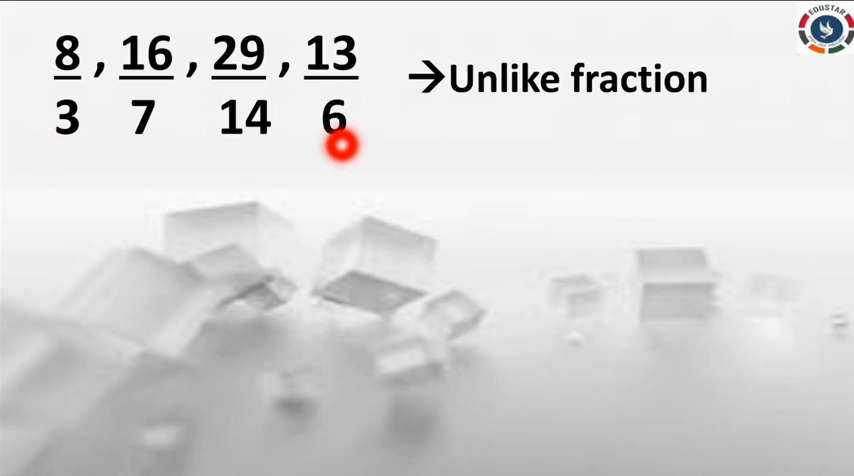 8/3 , 16/7 , 29/14 , 13/6 →Unlike fraction
EDUSTAR